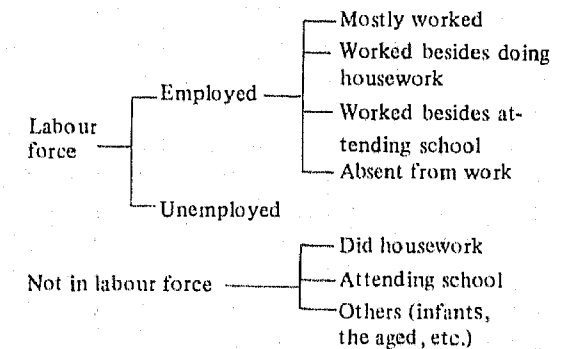 Mostly worked
Worked besides doing
housework
Employed
Worked besides at-
tending school
Absent from work
Labour
force
Unemployed
Did housework
Not in labour force
Attending school
Others (infants,
the aged, etc.)